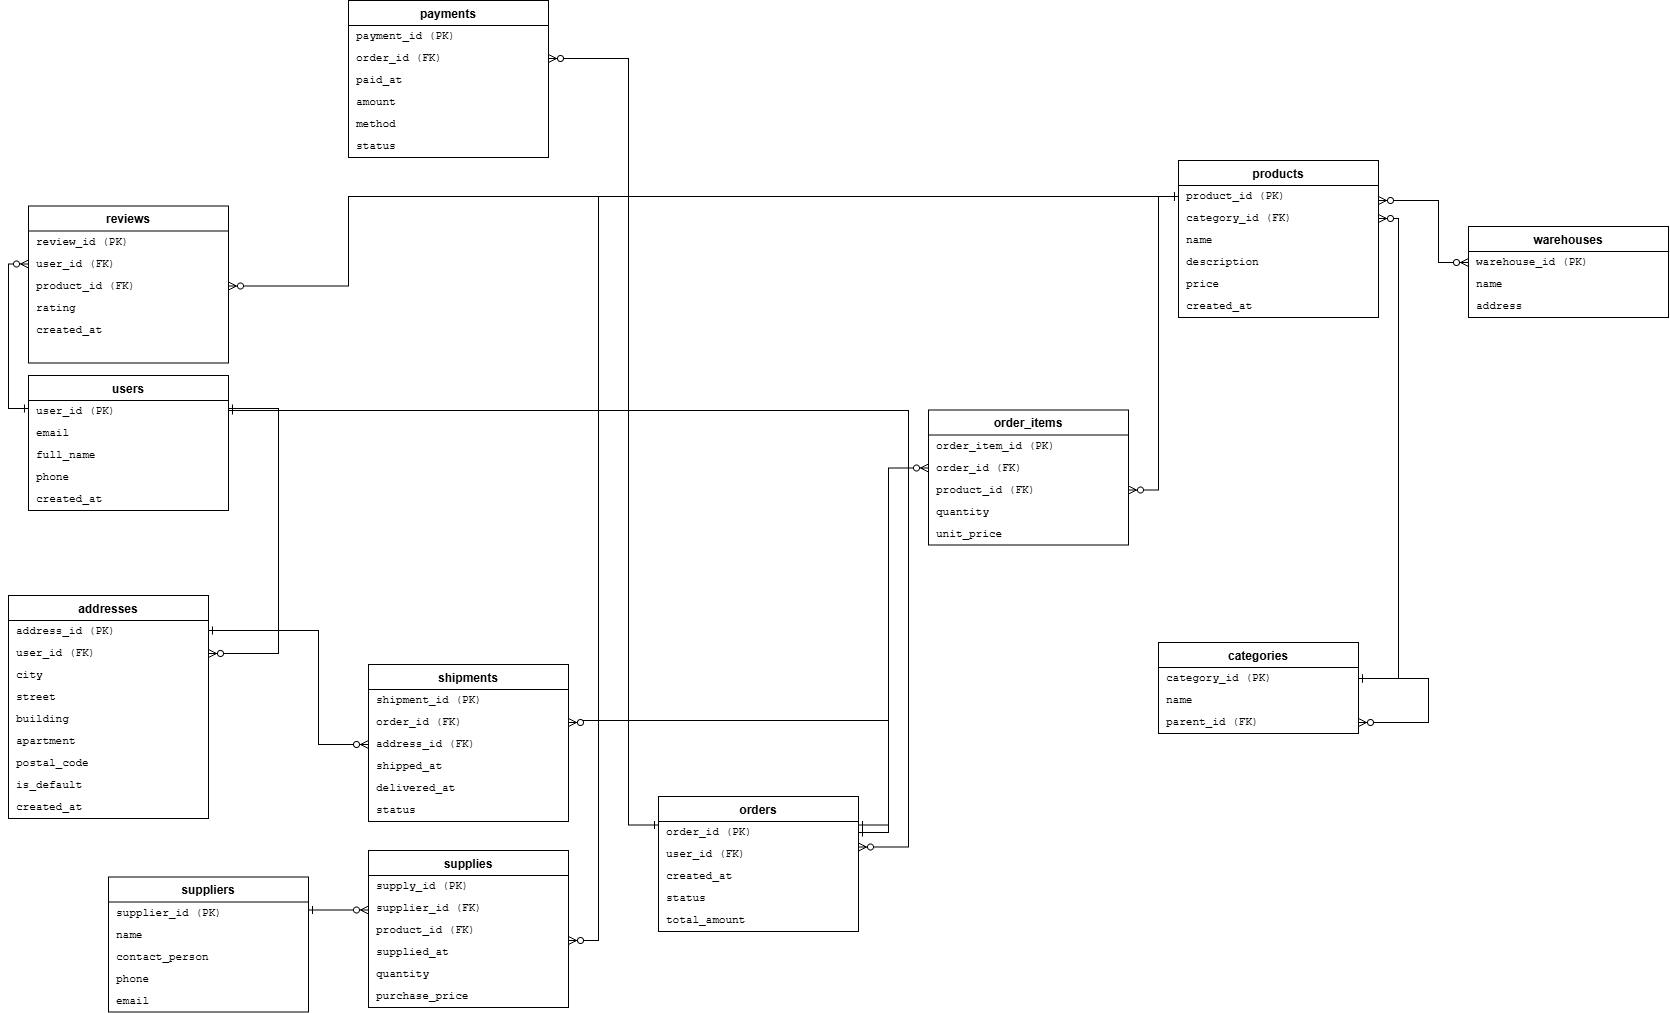 payments
payment_id (PK)
order_id (FK)
paid_at
amount
method
status
products
product_id (PK)
category_id (FK)
name
description
price
created_at
reviews
review_id (PK)
user_id (FK)
product_id (FK)
rating
created_at
warehouses
warehouse_id (PK)
name
address
users
user_id (PK)
email
full_name
phone
created_at
order_items
order_item_id (PK)
order_id (FK)
product_id (FK)
quantity
unit_price
addresses
address_id (PK)
user_id (FK)
city
street
building
apartment
postal_code
is_default
created_at
shipments
shipment_id (PK)
order_id (FK)
address_id (FK)
shipped_at
delivered_at
status
categories
category_id (PK)
name
parent_id (FK)
orders
order_id (PK)
user_id (FK)
created_at
status
total_amount
suppliers
supplier_id (PK)
name
contact_person
phone
email
supplies
supply_id (PK)
supplier_id (FK)
product_id (FK)
supplied_at
quantity
purchase_price